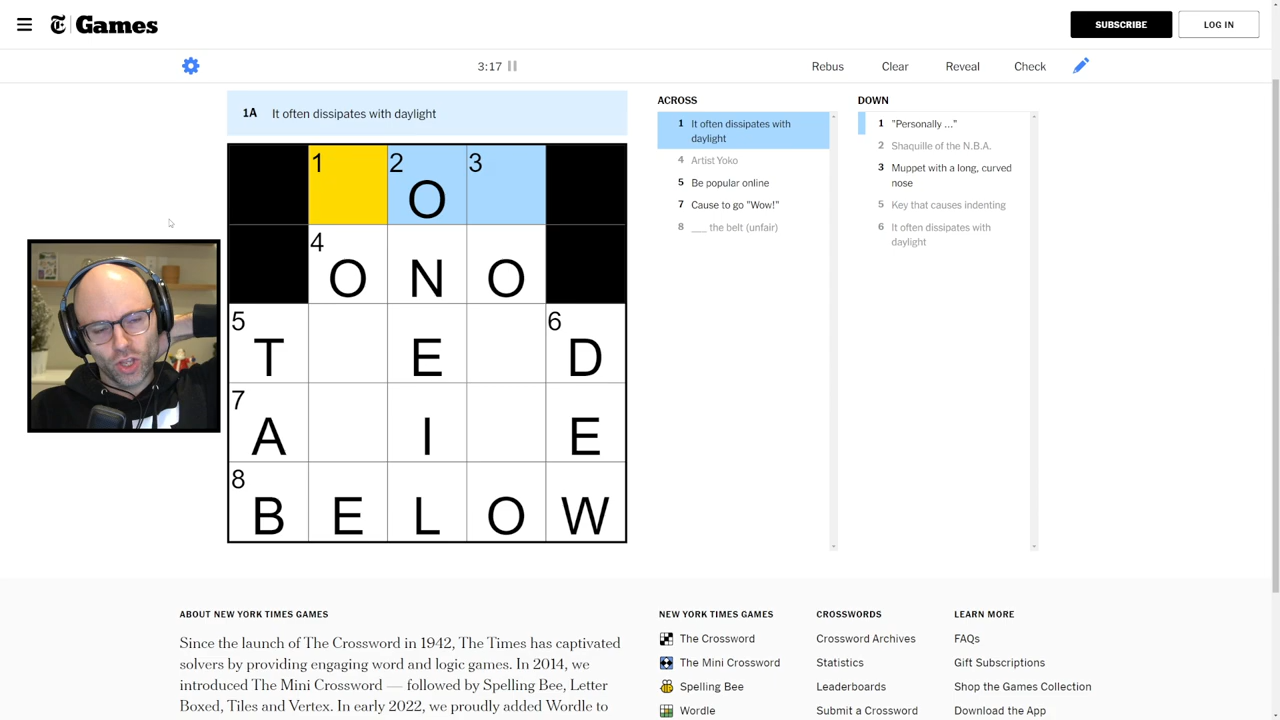 Games
SUBSCRIBE
LOG IN
3:17
Rebus
Clear
Reveal
Check
1A It often dissipates with daylight
1
2
O
3
4
O
N
O
5
T
E
6
D
7
A
I
E
8
B
E
L
O
W
ACROSS
1 It often dissipates with
daylight
4 Artist Yoko
5 Be popular online
7 Cause to go "Wow!"
8 ___ the belt (unfair)
DOWN
1 "Personally ..."
2 Shaquille of the N.B.A.
3 Muppet with a long, curved
nose
5 Key that causes indenting
6 It often dissipates with
daylight
ABOUT NEW YORK TIMES GAMES
Since the launch of The Crossword in 1942, The Times has captivated
solvers by providing engaging word and logic games. In 2014, we
introduced The Mini Crossword — followed by Spelling Bee, Letter
Boxed, Tiles and Vertex. In early 2022, we proudly added Wordle to
NEW YORK TIMES GAMES
The Crossword
The Mini Crossword
Spelling Bee
Wordle
CROSSWORDS
Crossword Archives
Statistics
Leaderboards
Submit a Crossword
LEARN MORE
FAQs
Gift Subscriptions
Shop the Games Collection
Download the App